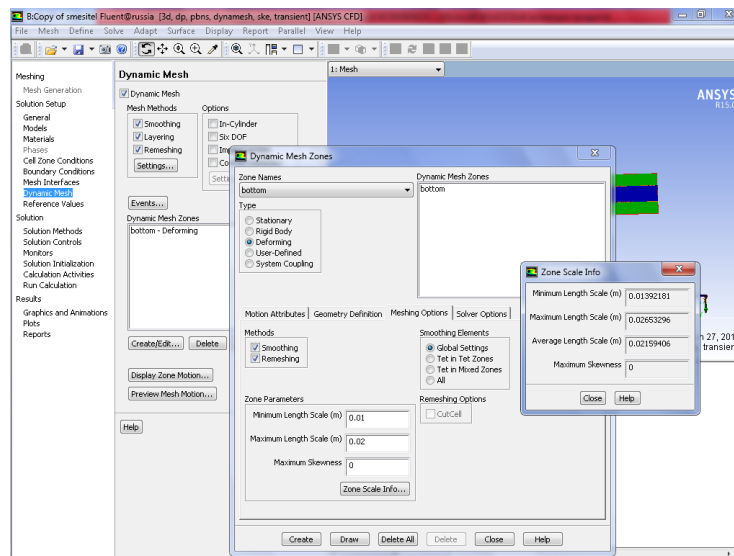 B:Copy of smesitel Fluent@russia [3d, dp, pbns, dynamesh, ske, transient] [ANSYS CFD]
File Mesh Define Solve Adapt Surface Display Report Parallel View Help
Meshing
Mesh Generation
Solution Setup
General
Models
Materials
Phases
Cell Zone Conditions
Boundary Conditions
Mesh Interfaces
Dynamic Mesh
Reference Values
Solution
Solution Methods
Solution Controls
Monitors
Solution Initialization
Calculation Activities
Run Calculation
Results
Graphics and Animations
Plots
Reports
Dynamic Mesh
Dynamic Mesh
Mesh Methods
Smoothing
Layering
Remeshing
Settings...
Options
In-Cylinder
Six DOF
Events...
Dynamic Mesh Zones
bottom - Deforming
Create/Edit... Delete
Display Zone Motion...
Preview Mesh Motion...
Help
1: Mesh
ANSYS
R15.0
Dynamic Mesh Zones
Zone Names
bottom
Type
Stationary
Rigid Body
Deforming
User-Defined
System Coupling
Dynamic Mesh Zones
bottom
Motion Attributes Geometry Definition Meshing Options Solver Options
Methods
Smoothing
Remeshing
Smoothing Elements
Global Settings
Tet in Tet Zones
Tet in Mixed Zones
All
Zone Parameters
Minimum Length Scale (m) 0.01
Maximum Length Scale (m) 0.02
Maximum Skewness 0
Zone Scale Info...
Remeshing Options
CutCell
Create Draw Delete All Delete Close Help
Zone Scale Info
Minimum Length Scale (m) 0.01392181
Maximum Length Scale (m) 0.02653296
Average Length Scale (m) 0.02159406
Maximum Skewness 0
Close Help
27, 201
transien